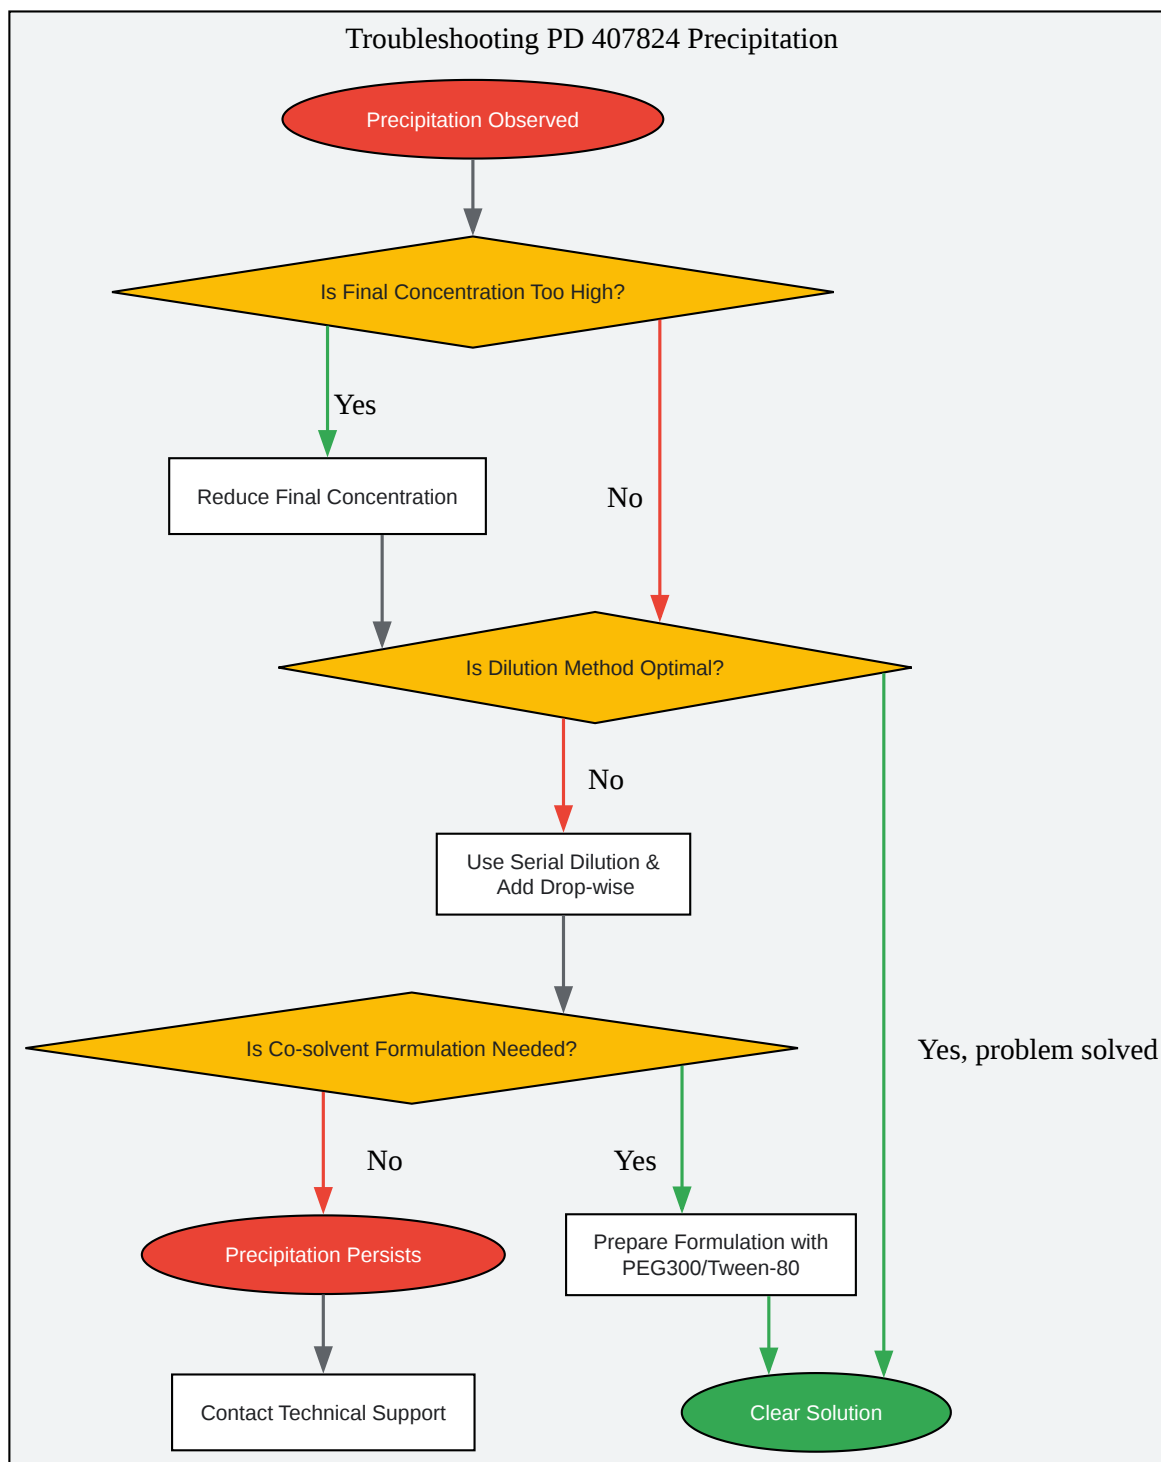 Troubleshooting PD 407824 Precipitation
Precipitation Observed
Is Final Concentration Too High?
Yes
Reduce Final Concentration
No
Is Dilution Method Optimal?
No
Use Serial Dilution &
Add Drop-wise
Is Co-solvent Formulation Needed?
Yes, problem solved
No
Yes
Precipitation Persists
Prepare Formulation with
PEG300/Tween-80
Contact Technical Support
Clear Solution